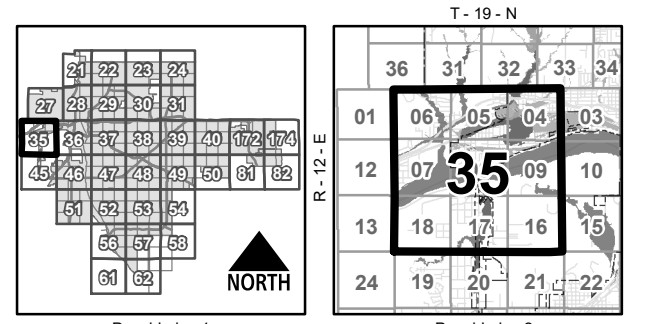 T - 19 - N
21 22 23 24
27 28 29 30 31
35 36 37 38 39 40 172 174
45 46 47 48 49 50 81 82
51 52 53 54
56 57 58
61 62
NORTH
R - 12 - E
36 31 32 33 34
01 06 05 04 03
12 07 09 10
35
13 18 17 16 15
24 19 20 21 22